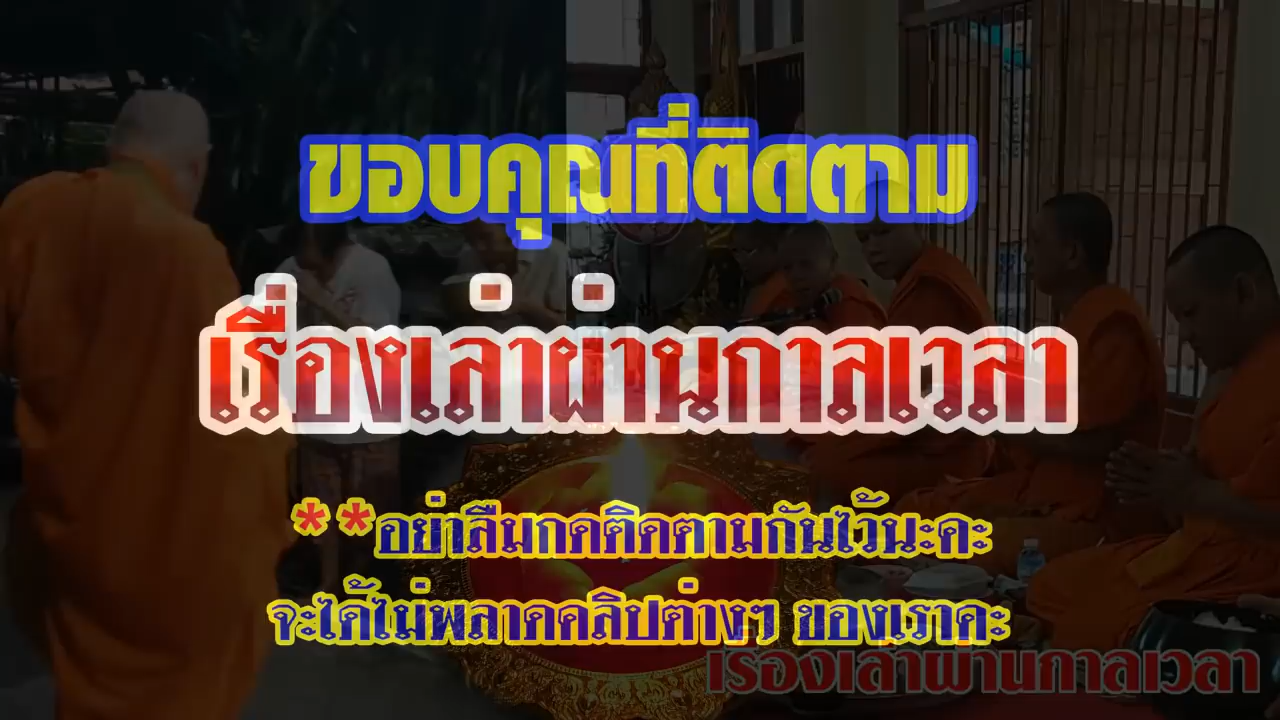 ขอบคุณที่ติดตาม
เรื่องเล่าผ่านกาลเวลา
**อย่าลืมกดติดตามกันไว้นะคะ
จะได้ไม่พลาดคลิปต่างๆ ของเราคะ
เรื่องเล่าผ่านกาลเวลา